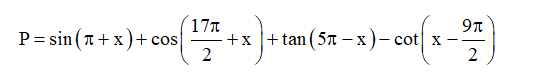 P = sin(π + x) + cos(17π/2 + x) + tan(5π − x) − cot(x − 9π/2)